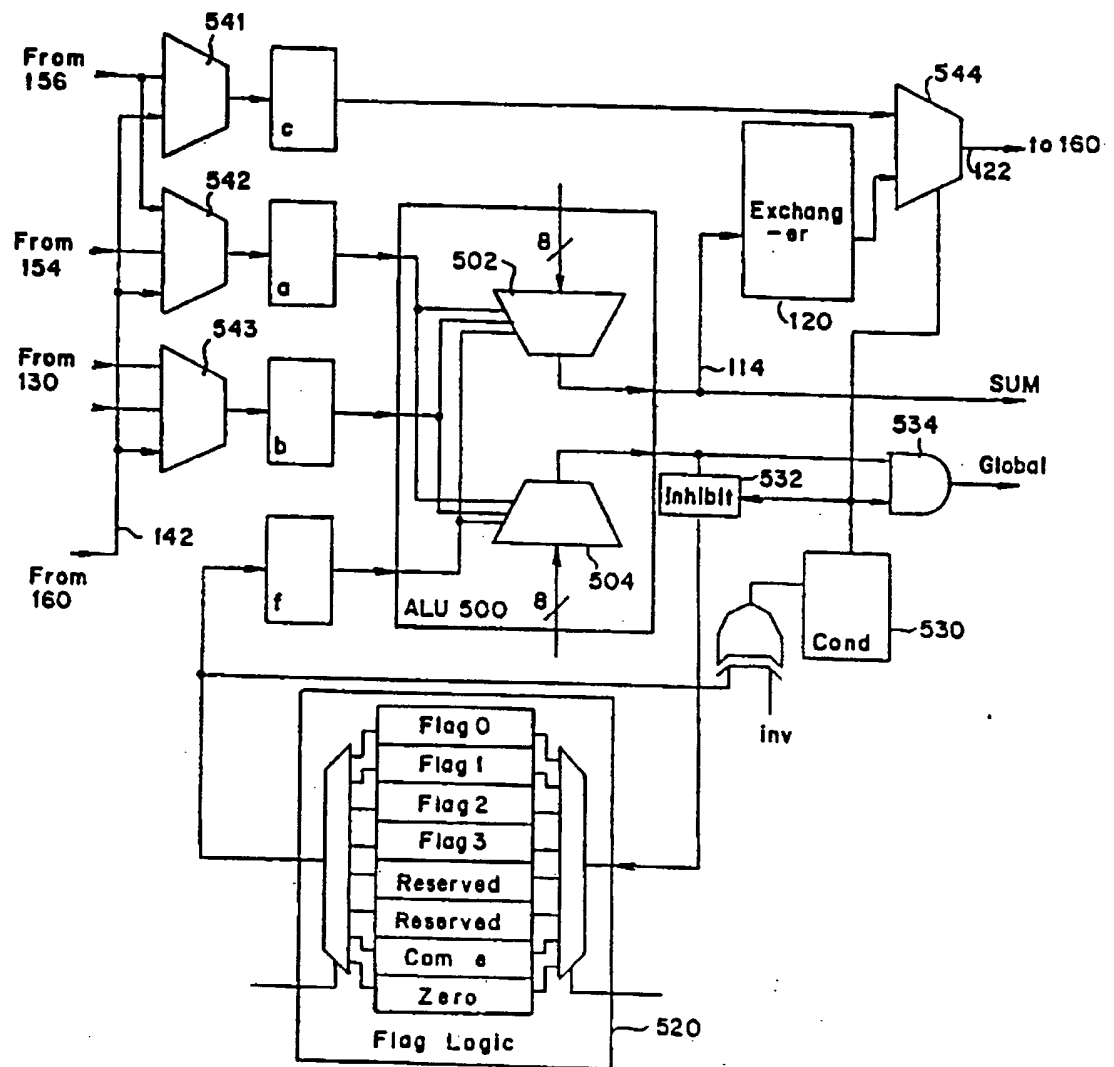 541
From
156
c
544
to 160
122
542
From
154
a
8
502
Exchang
-er
120
543
From
130
b
114
SUM
534
532
Inhibit
Global
142
From
160
f
504
8
ALU 500
Cond
530
inv
Flag 0
Flag 1
Flag 2
Flag 3
Reserved
Reserved
Com e
Zero
Flag Logic
520